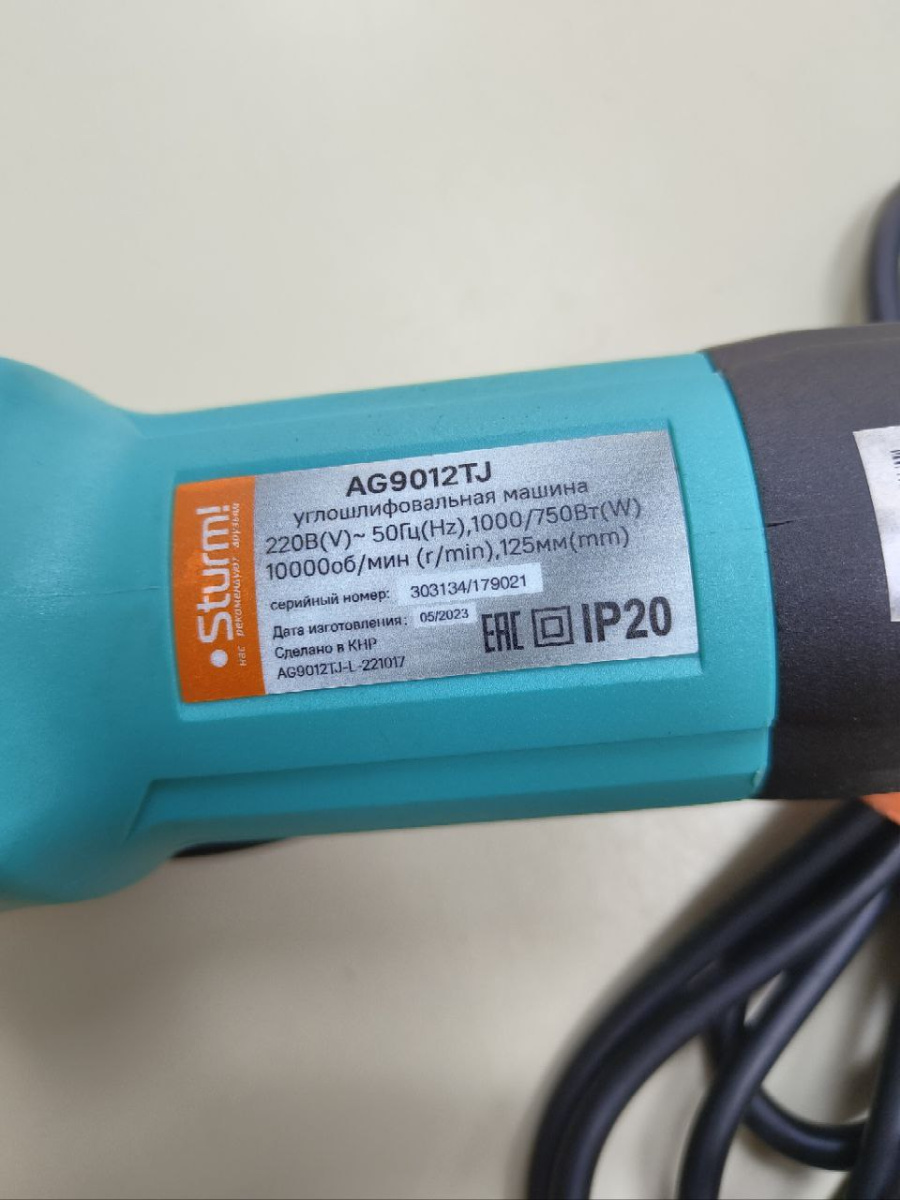 Sturm!
нас рекомендуют друзьям
AG9012TJ
углошлифовальная машина
220В(V)~ 50Гц(Hz),1000/750Вт(W)
10000об/мин (r/min),125мм(mm)
серийный номер: 303134/179021
Дата изготовления: 05/2023
Сделано в КНР
AG9012TJ-L-221017
EAC IP20